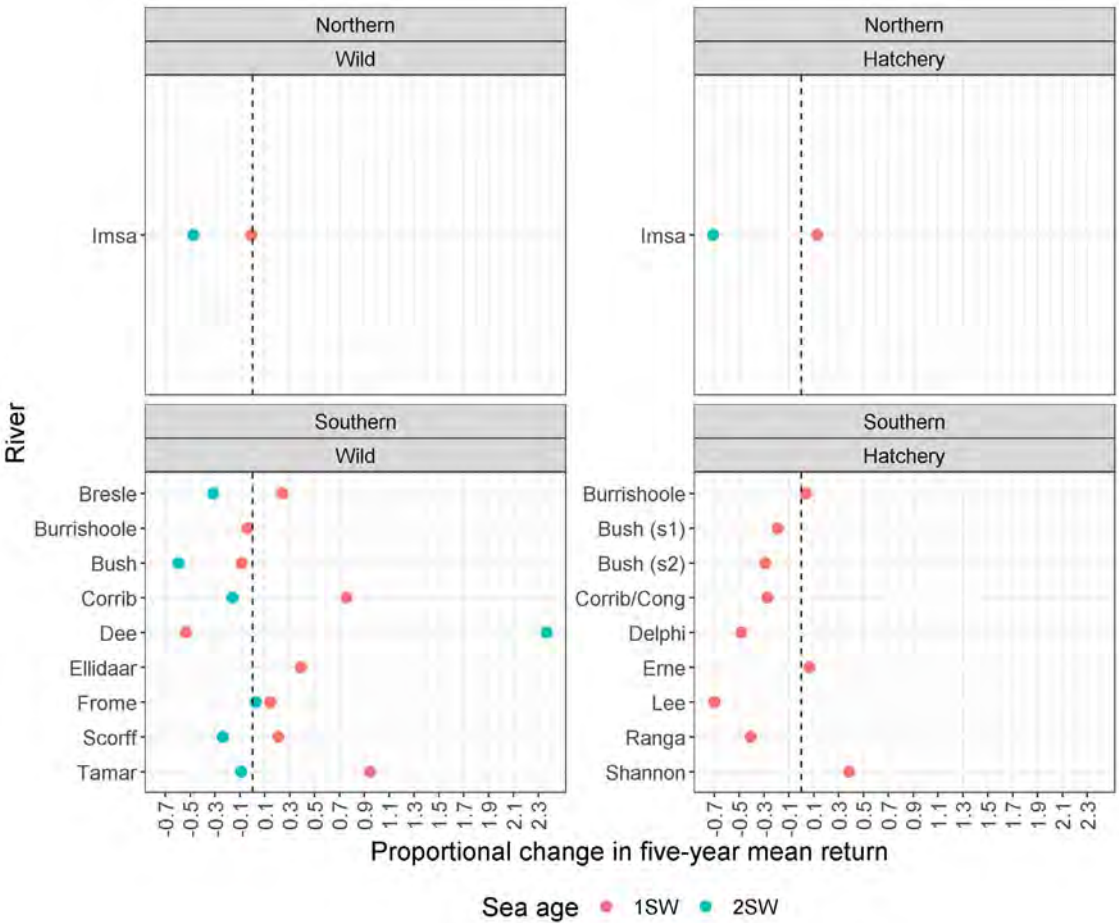 Northern
Wild
Northern
Hatchery
Imsa
Imsa
River
Southern
Wild
Southern
Hatchery
Bresle
Burrishoole
Bush
Corrib
Dee
Ellidaar
Frome
Scorff
Tamar
Burrishoole
Bush (s1)
Bush (s2)
Corrib/Cong
Delphi
Erne
Lee
Ranga
Shannon
-0.7 -0.5 -0.3 -0.1 0.1 0.3 0.5 0.7 0.9 1.1 1.3 1.5 1.7 1.9 2.1 2.3
-0.7 -0.5 -0.3 -0.1 0.1 0.3 0.5 0.7 0.9 1.1 1.3 1.5 1.7 1.9 2.1 2.3
Proportional change in five-year mean return
Sea age 1SW 2SW